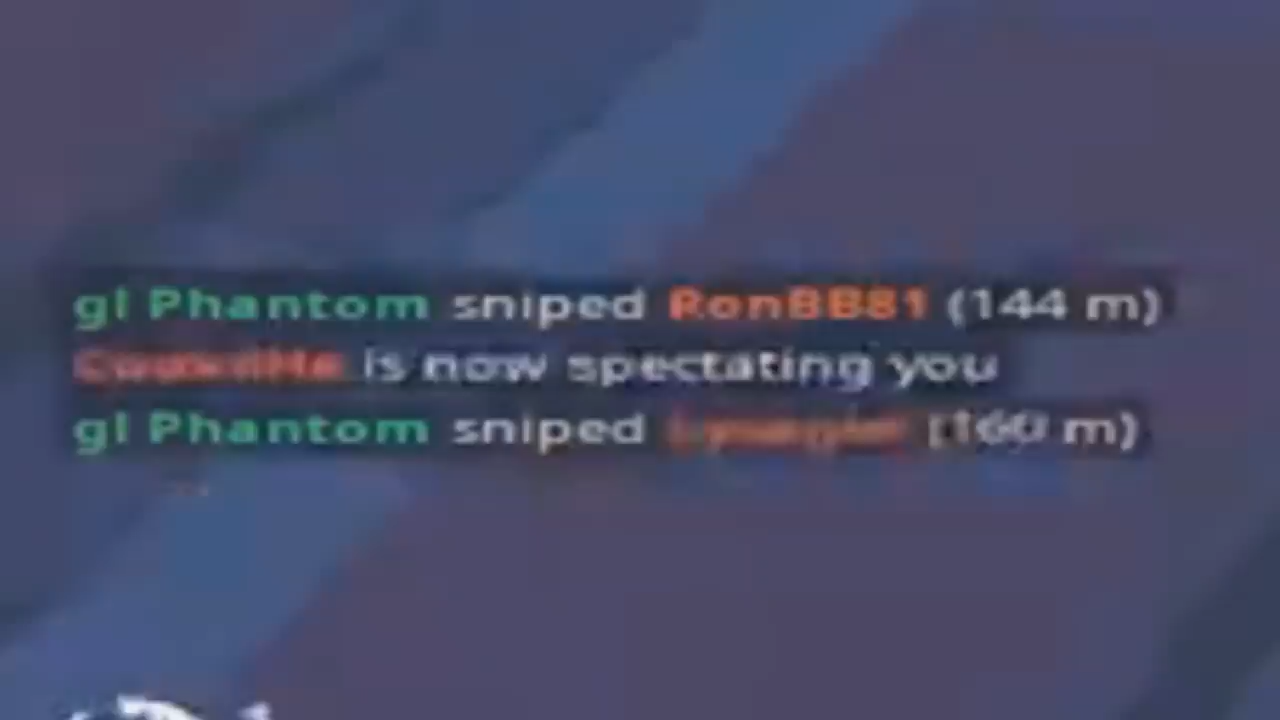 gl Phantom sniped RonBB81 (144 m)
is now spectating you
gl Phantom sniped m)